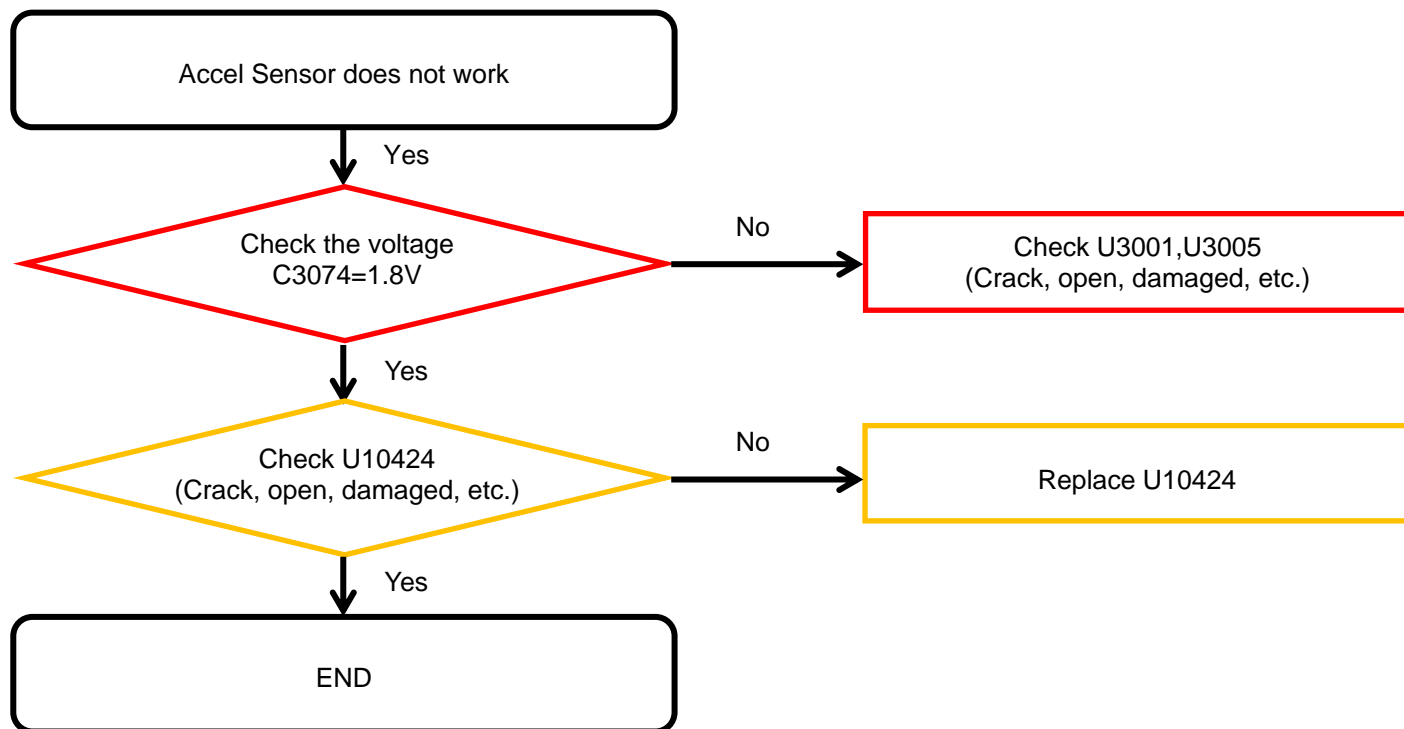 Accel Sensor does not work
Yes
Check the voltage
C3074=1.8V
No
Check U3001,U3005
(Crack, open, damaged, etc.)
Yes
Check U10424
(Crack, open, damaged, etc.)
No
Replace U10424
Yes
END